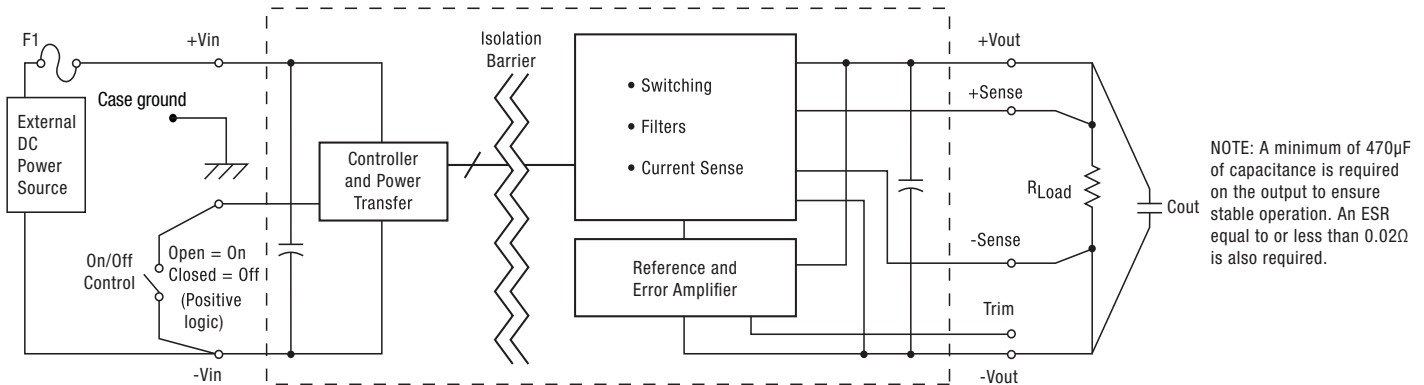 F1
+Vin
Isolation
Barrier
+Vout
+Sense
Case ground
External
DC
Power
Source
Controller
and Power
Transfer
• Switching
• Filters
• Current Sense
RLoad
Cout
NOTE: A minimum of 470µF
of capacitance is required
on the output to ensure
stable operation. An ESR
equal to or less than 0.02Ω
is also required.
On/Off
Control
Open = On
Closed = Off
(Positive
logic)
Reference and
Error Amplifier
-Sense
Trim
-Vin
-Vout